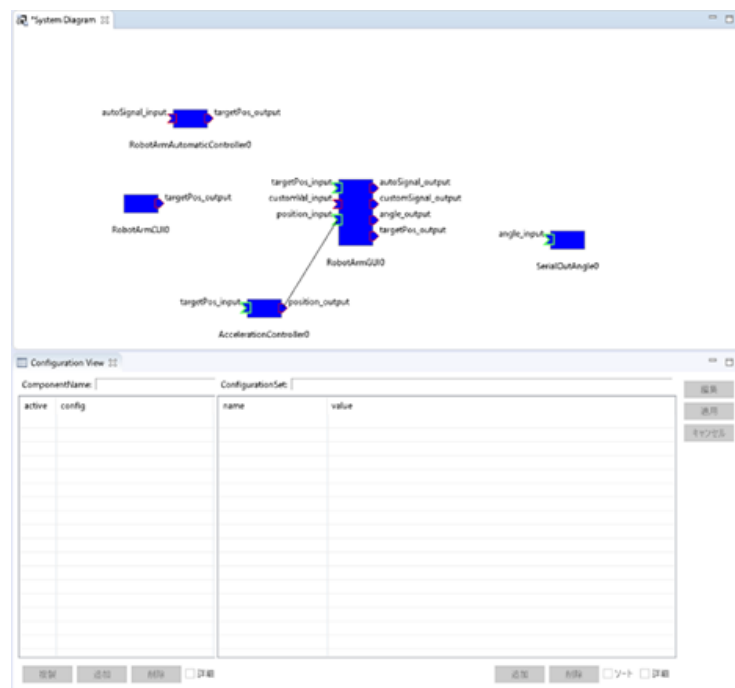 *System Diagram
autoSignal_input
targetPos_output
RobotArmAutomaticController0
targetPos_output
RobotArmCUI0
targetPos_input
customVal_input
position_input
autoSignal_output
customSignal_output
angle_output
targetPos_output
RobotArmGUI0
angle_input
SerialOutAngle0
targetPos_input
position_output
AccelerationController0
Configuration View
ComponentName:
ConfigurationSet:
編集
active config
name value
適用
キャンセル
複製 追加 削除 詳細
追加 削除 ソート 詳細